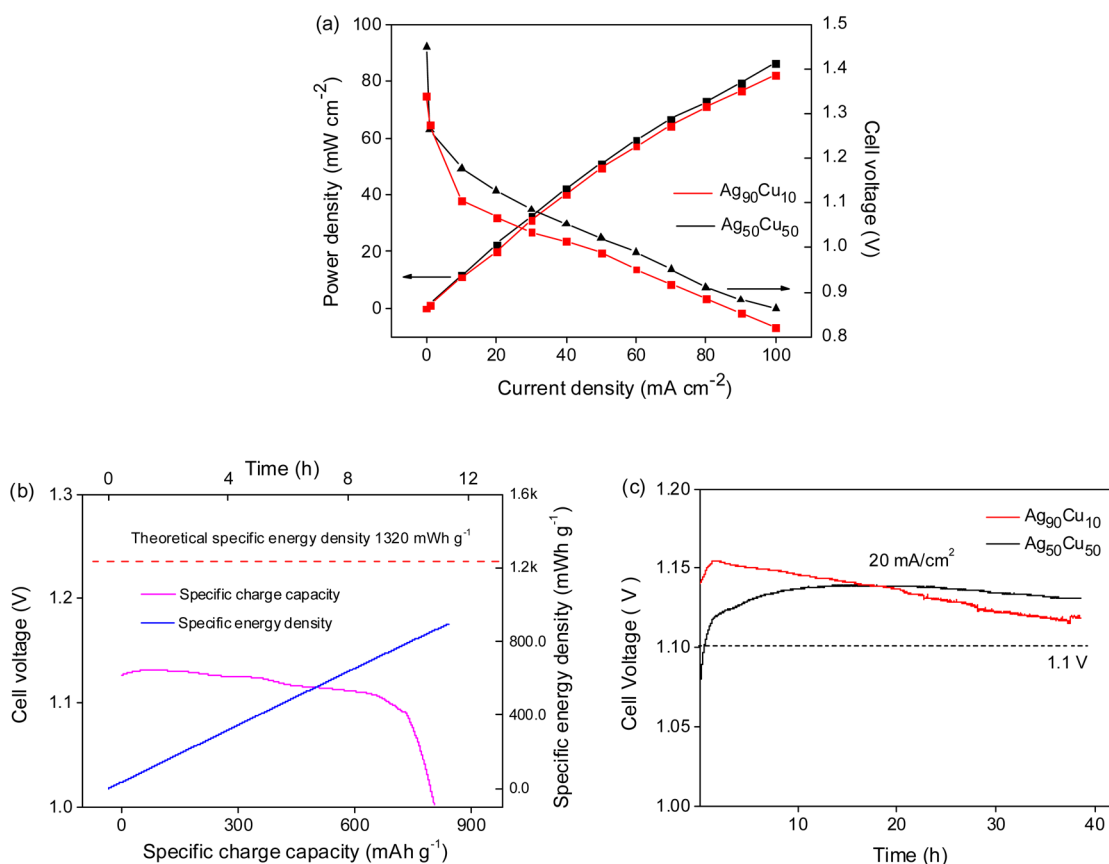 (a)
100
80
60
40
20
0
Power density (mW cm-2)
1.5
1.4
1.3
1.2
1.1
1.0
0.9
0.8
Cell voltage (V)
Ag90Cu10
Ag50Cu50
0 20 40 60 80 100
Current density (mA cm-2)
(b)
Time (h)
0 4 8 12
1.3
1.2
1.1
1.0
Cell voltage (V)
1.6k
1.2k
800.0
400.0
0.0
Specific energy density (mWh g-1)
Theoretical specific energy density 1320 mWh g-1
Specific charge capacity
Specific energy density
0 300 600 900
Specific charge capacity (mAh g-1)
(c)
1.20
1.15
1.10
1.05
1.00
Cell Voltage ( V )
Ag90Cu10
Ag50Cu50
20 mA/cm2
1.1 V
10 20 30 40
Time (h)